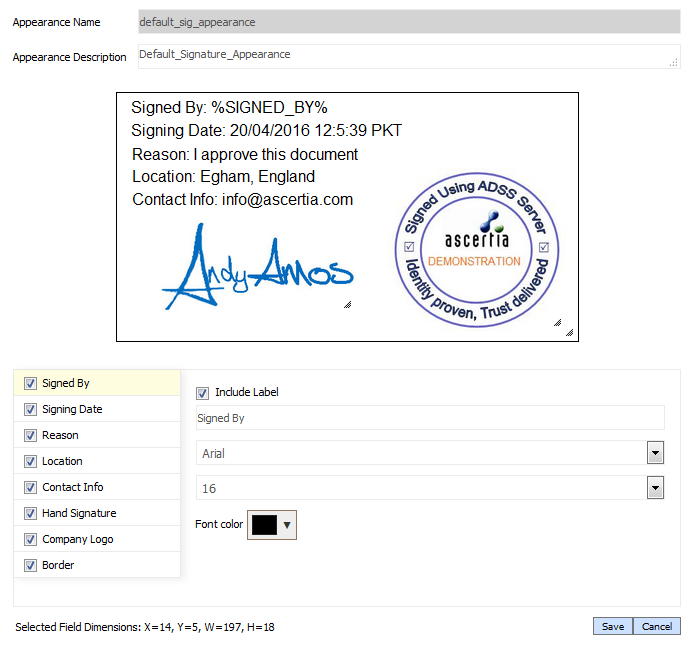 Appearance Name
default_sig_appearance
Appearance Description
Default_Signature_Appearance
Signed By: %SIGNED_BY%
Signing Date: 20/04/2016 12:5:39 PKT
Reason: I approve this document
Location: Egham, England
Contact Info: info@ascertia.com
Andy Amos
Signed Using ADSS Server
ascertia
DEMONSTRATION
Identity proven, Trust delivered
Signed By
Signing Date
Reason
Location
Contact Info
Hand Signature
Company Logo
Border
Include Label
Signed By
Arial
16
Font color
Selected Field Dimensions: X=14, Y=5, W=197, H=18
Save
Cancel